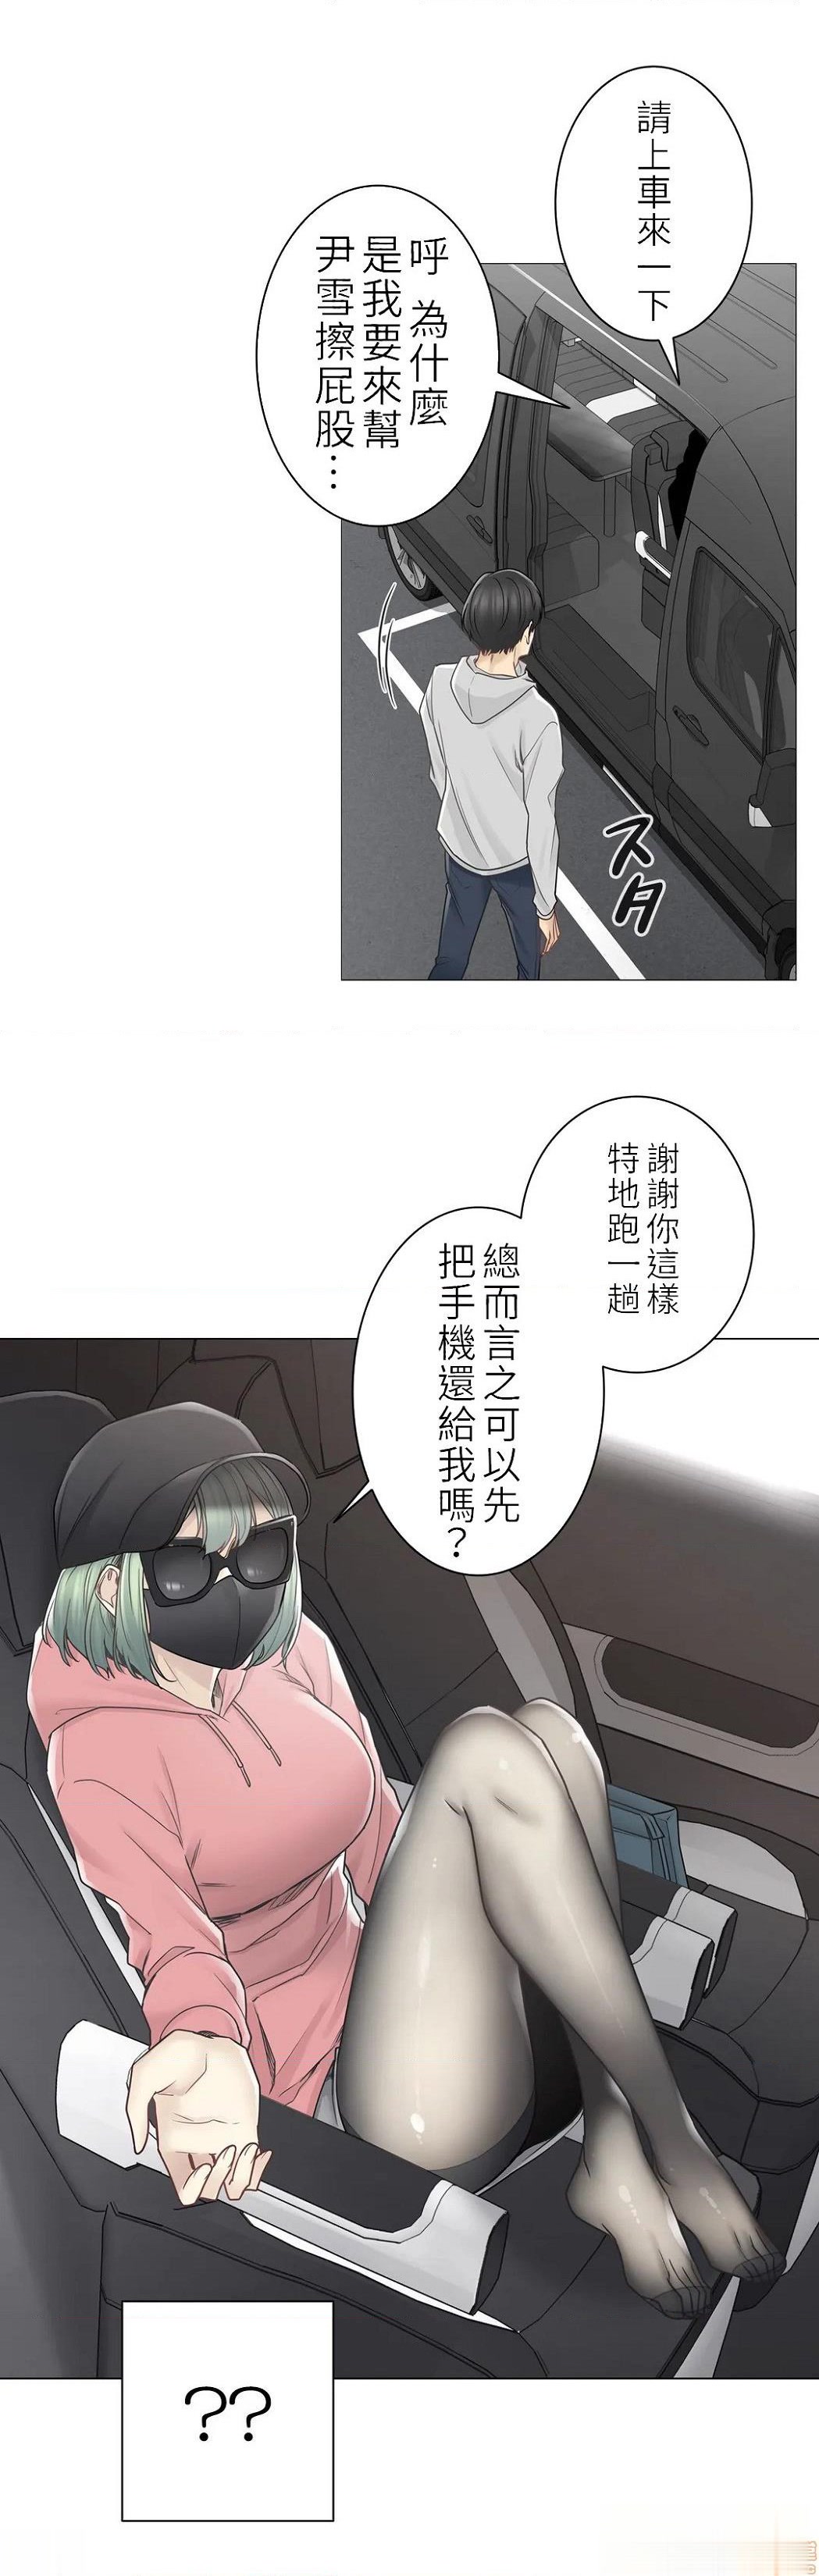 請上車來一下
呼 為什麼
是我要來幫
尹雪擦屁股…
スタ
謝謝你這樣
特地跑一趟
總而言之可以先
把手機還給我嗎？
??